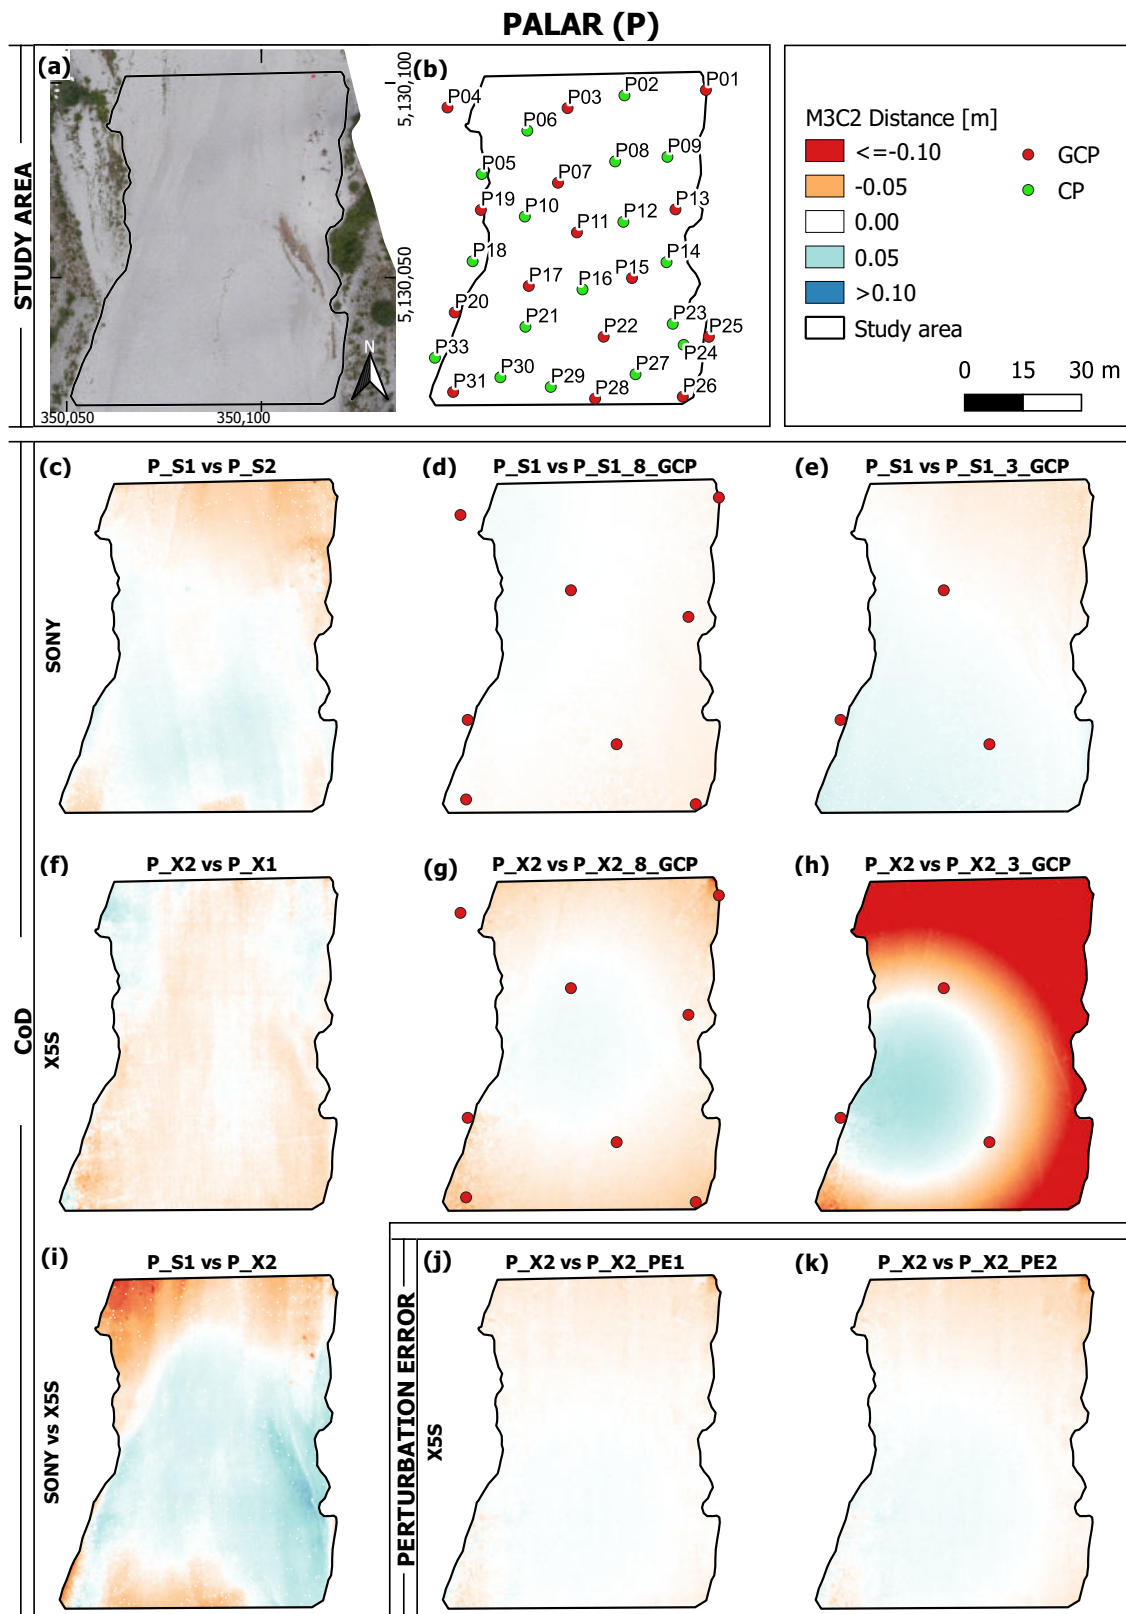 PALAR (P)
STUDY AREA
(a)
N
350,050
350,100
5,130,100
5,130,050
(b)
P01
P02
P03
P04
P06
P08
P09
P05
P07
P19
P10
P11
P12
P13
P18
P17
P16
P15
P14
P20
P21
P22
P23
P25
P33
P24
P31
P30
P29
P28
P27
P26
M3C2 Distance [m]
<=-0.10
-0.05
0.00
0.05
>0.10
Study area
GCP
CP
0 15 30 m
CoD
SONY
(c) P_S1 vs P_S2
(d) P_S1 vs P_S1_8_GCP
(e) P_S1 vs P_S1_3_GCP
X5S
(f) P_X2 vs P_X1
(g) P_X2 vs P_X2_8_GCP
(h) P_X2 vs P_X2_3_GCP
SONY vs X5S
(i) P_S1 vs P_X2
PERTURBATION ERROR
X5S
(j) P_X2 vs P_X2_PE1
(k) P_X2 vs P_X2_PE2